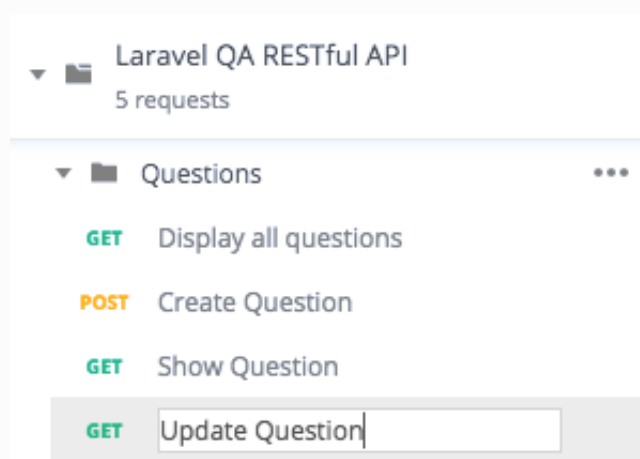 Laravel QA RESTful API
5 requests
Questions
GET Display all questions
POST Create Question
GET Show Question
GET Update Question